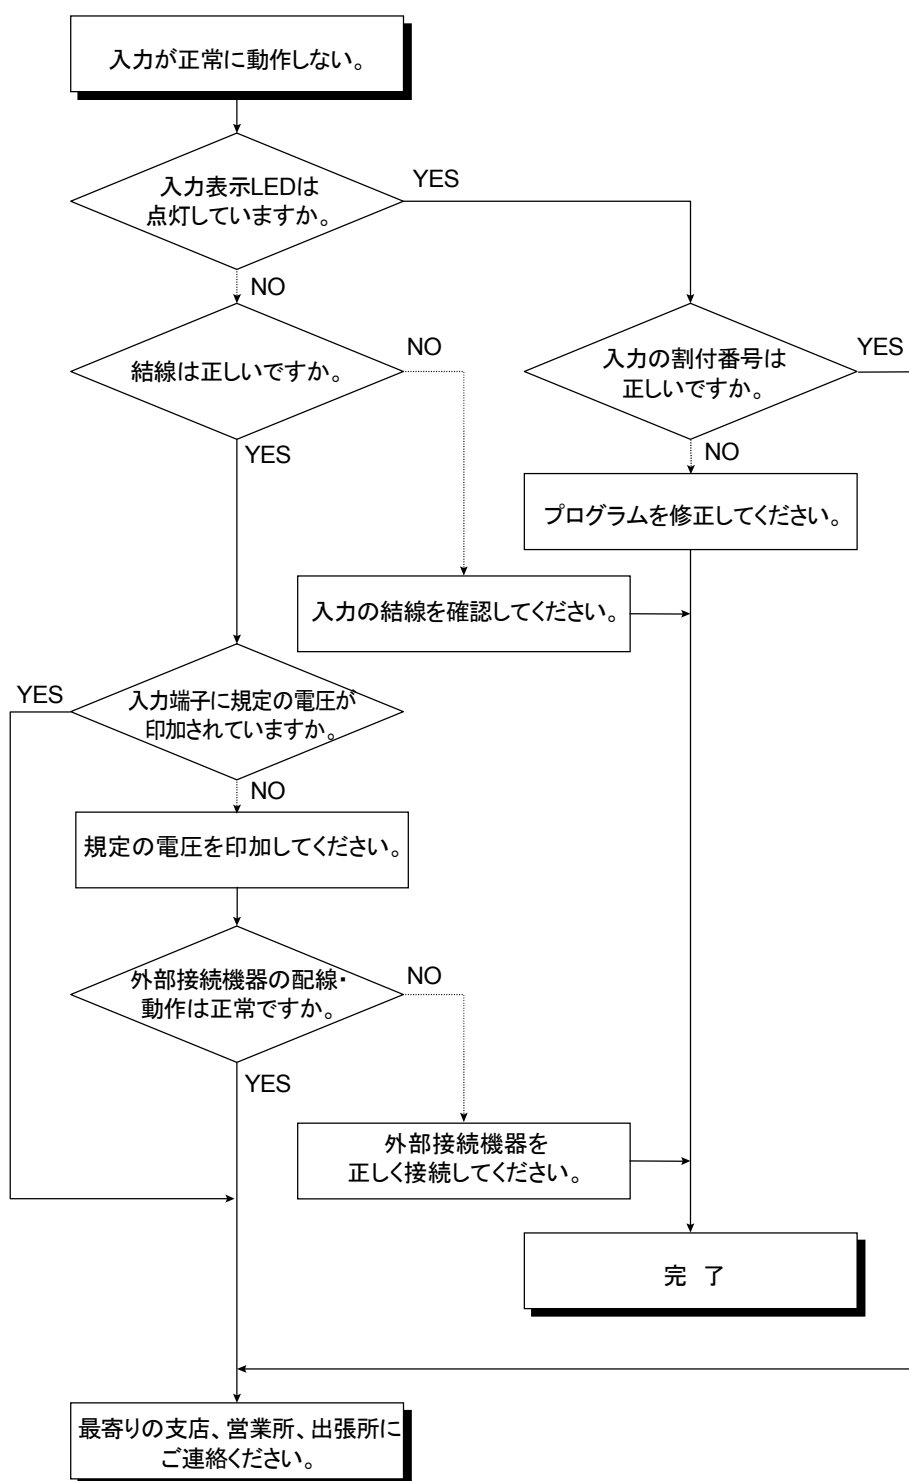 入力が正常に動作しない。
入力表示LEDは
点灯していますか。
YES
NO
結線は正しいですか。
NO
入力の割付番号は
正しいですか。
YES
YES
NO
プログラムを修正してください。
入力の結線を確認してください。
YES
入力端子に規定の電圧が
印加されていますか。
NO
規定の電圧を印加してください。
外部接続機器の配線・
動作は正常ですか。
NO
YES
外部接続機器を
正しく接続してください。
完 了
最寄りの支店、営業所、出張所に
ご連絡ください。